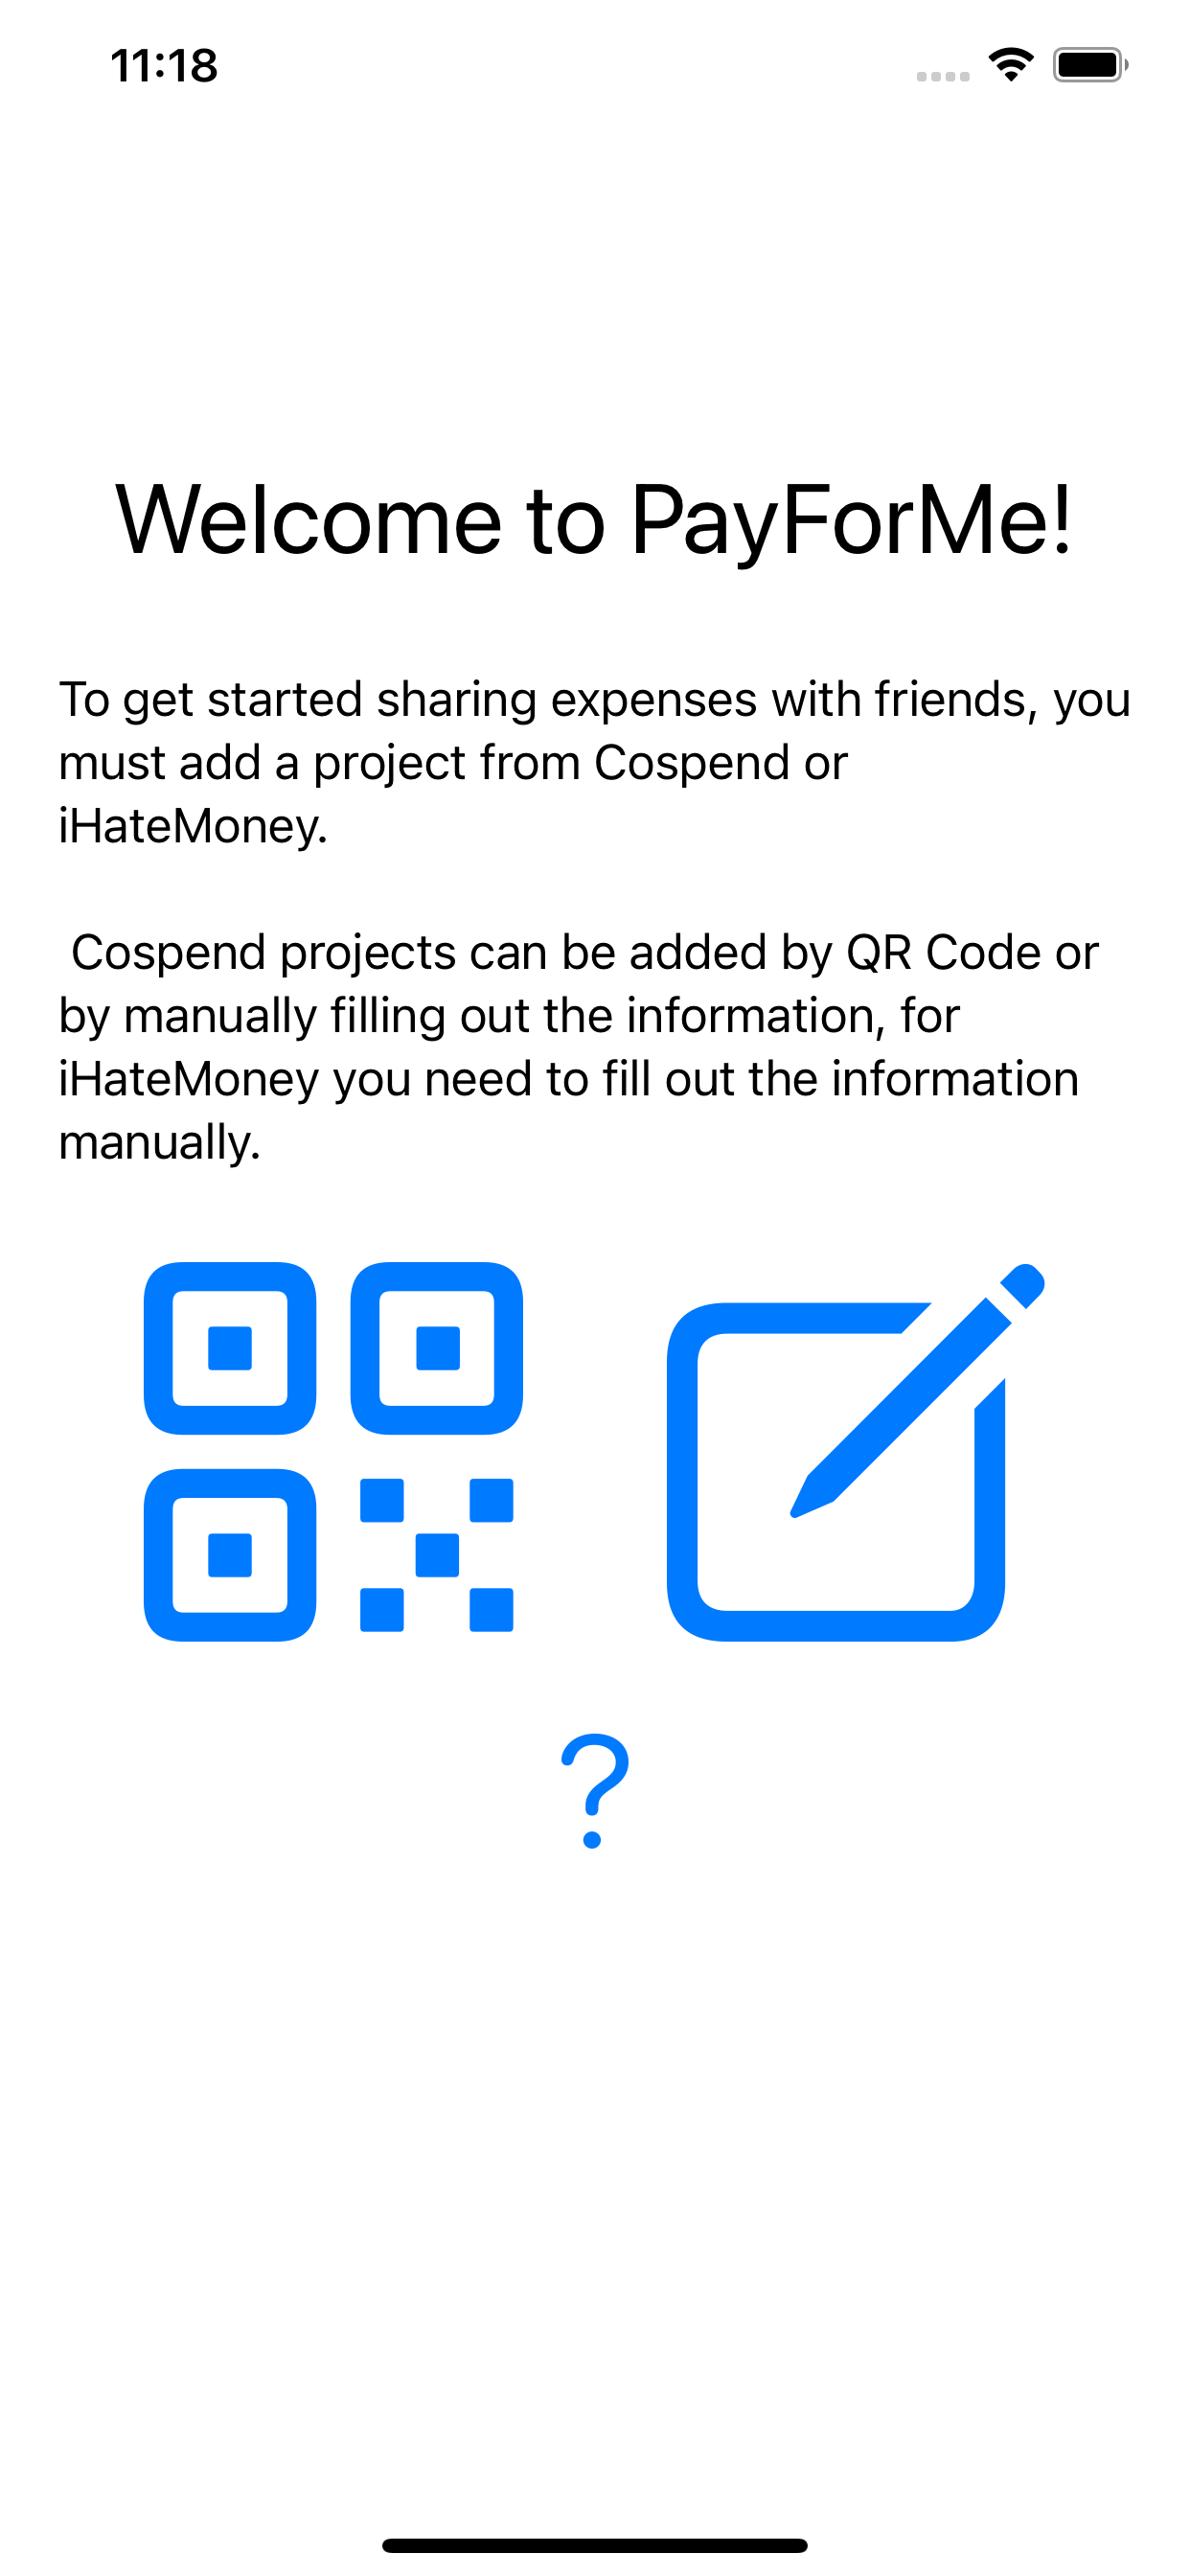 11:18
Welcome to PayForMe!
To get started sharing expenses with friends, you
must add a project from Cospend or
iHateMoney.
Cospend projects can be added by QR Code or
by manually filling out the information, for
iHateMoney you need to fill out the information
manually.
?